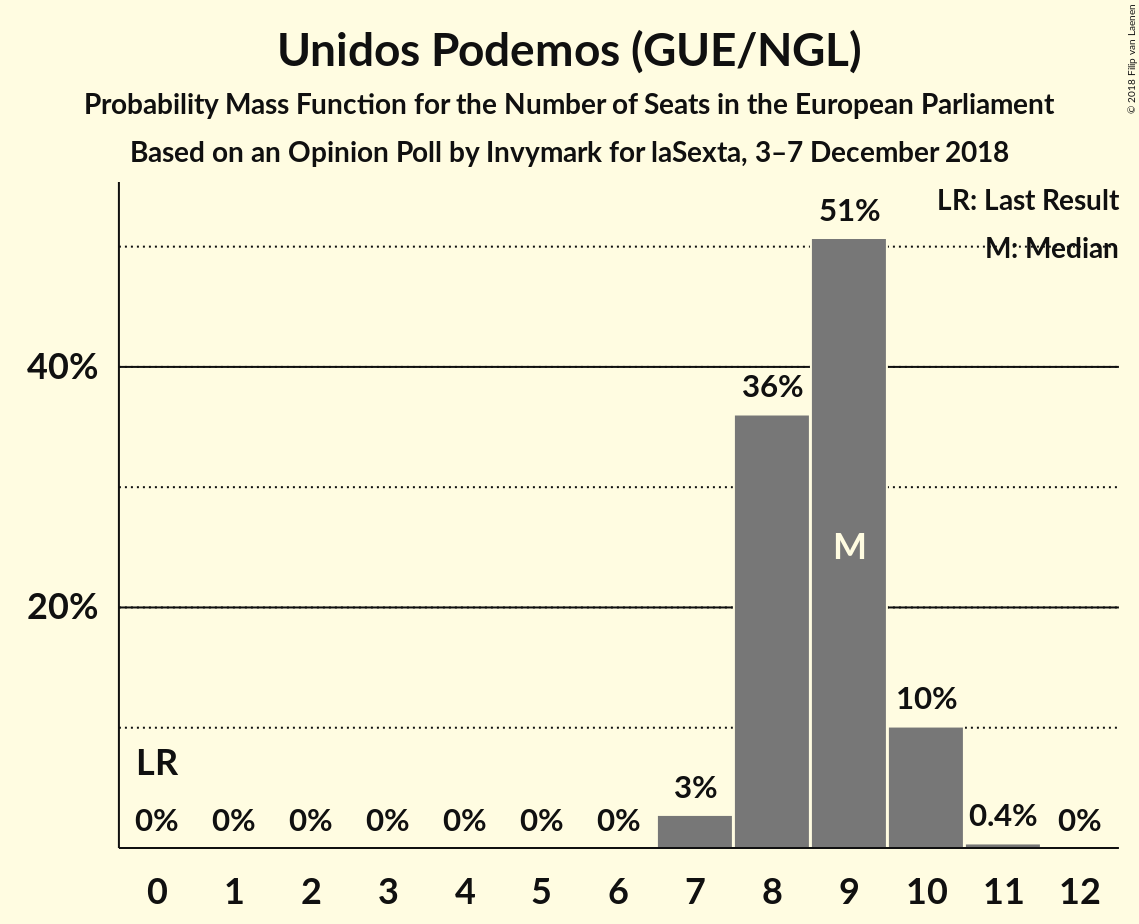 Unidos Podemos (GUE/NGL)
Probability Mass Function for the Number of Seats in the European Parliament
Based on an Opinion Poll by Invymark for laSexta, 3–7 December 2018
© 2018 Filip van Laenen
LR: Last Result
M: Median
51%
40%
36%
M
20%
10%
LR
3%
0% 0% 0% 0% 0% 0% 0% 0.4% 0%
0 1 2 3 4 5 6 7 8 9 10 11 12